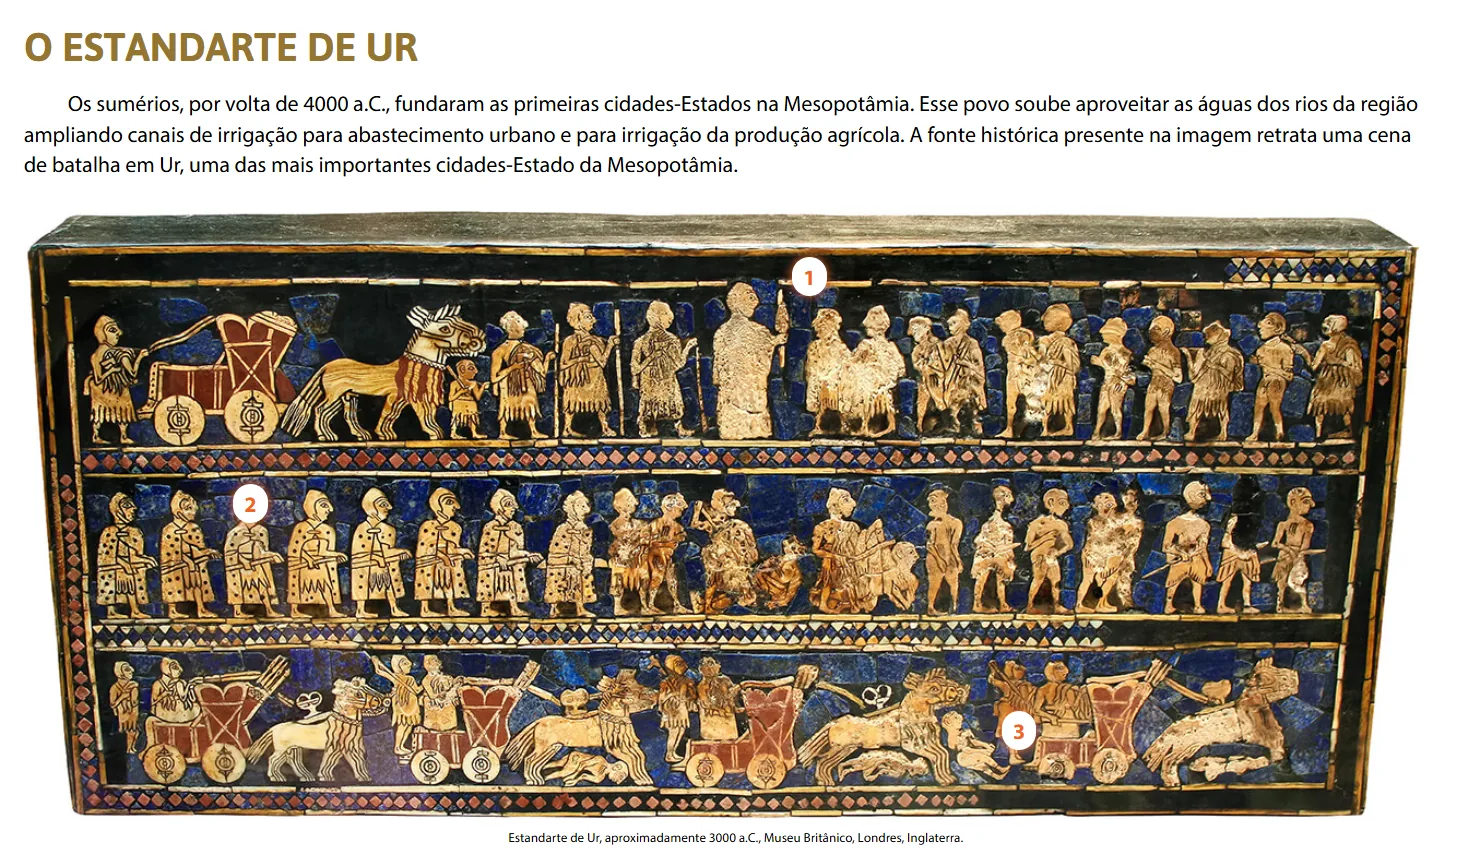 O ESTANDARTE DE UR
Os sumérios, por volta de 4000 a.C., fundaram as primeiras cidades-Estados na Mesopotâmia. Esse povo soube aproveitar as águas dos rios da região
ampliando canais de irrigação para abastecimento urbano e para irrigação da produção agrícola. A fonte histórica presente na imagem retrata uma cena
de batalha em Ur, uma das mais importantes cidades-Estado da Mesopotâmia.
1
2
3
Estandarte de Ur, aproximadamente 3000 a.C., Museu Britânico, Londres, Inglaterra.